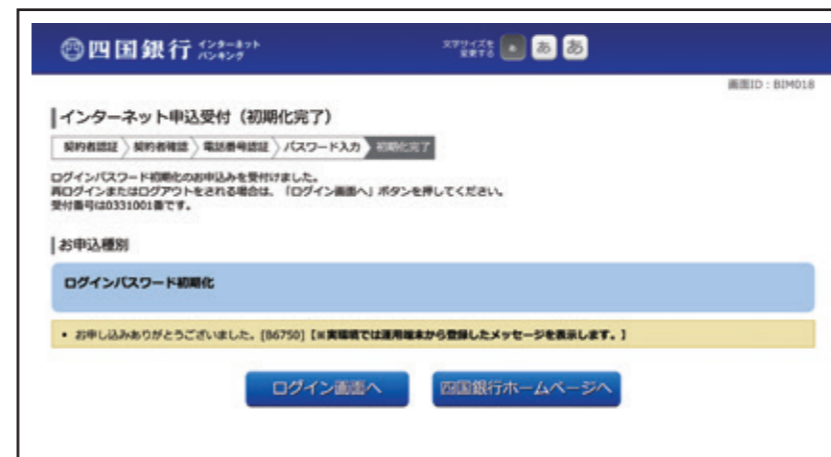 四国銀行 インターネットバンキング
文字サイズを変更する あ あ あ
画面ID：BIM018
インターネット申込受付（初期化完了）
契約者認証 〉 契約者確認 〉 電話番号認証 〉 パスワード入力 〉 初期化完了
ログインパスワード初期化のお申込みを受付けました。
再ログインまたはログアウトをされる場合は、「ログイン画面へ」ボタンを押してください。
受付番号は0331001番です。
お申込種別
ログインパスワード初期化
・ お申し込みありがとうございました。[B6750]【※実環境では運用端末から登録したメッセージを表示します。】
ログイン画面へ 四国銀行ホームページへ